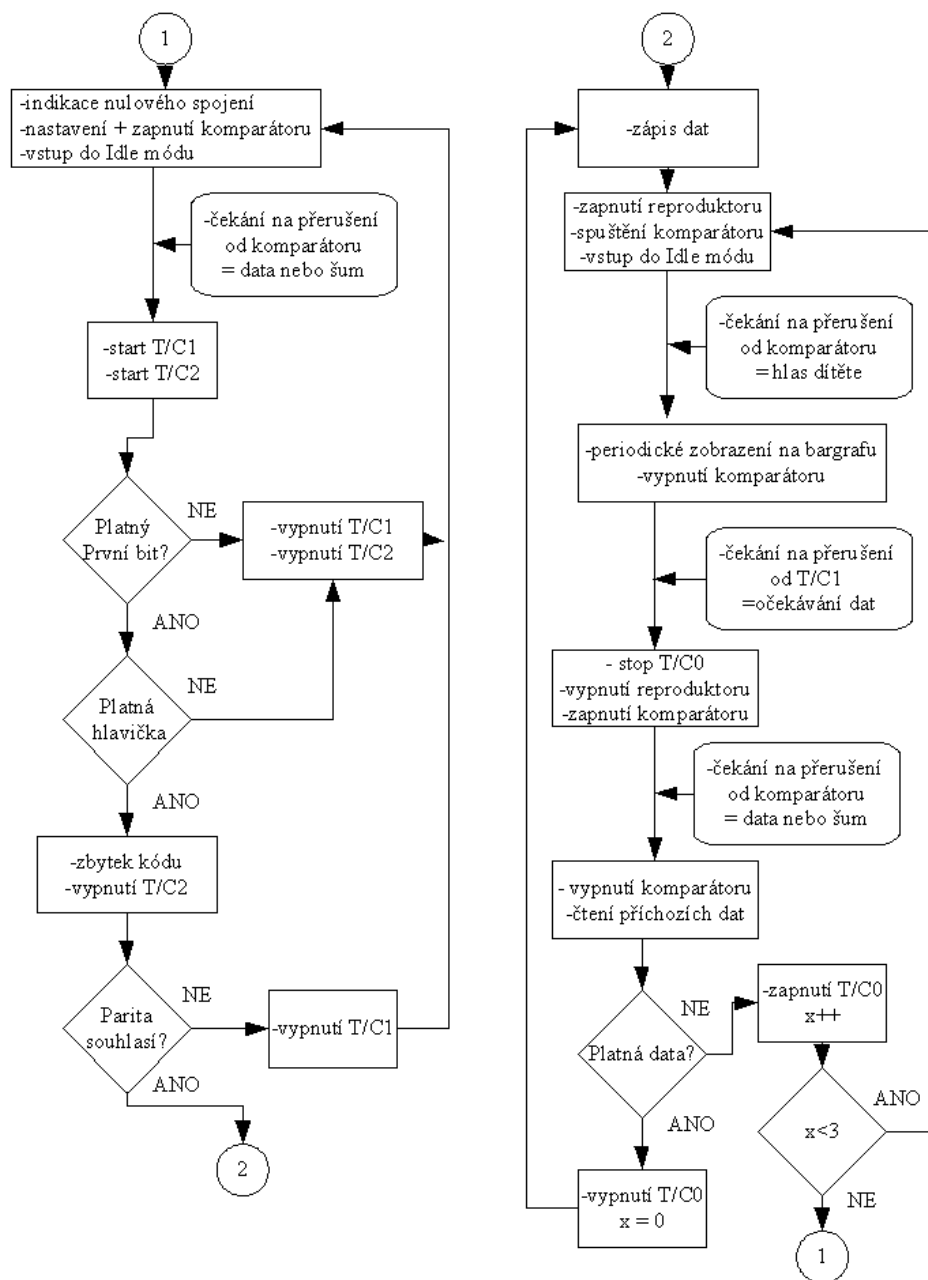 1
-indikace nulového spojení
-nastavení + zapnutí komparátoru
-vstup do Idle módu
-čekání na přerušení
od komparátoru
= data nebo šum
-start T/C1
-start T/C2
Platný
První bit?
NE
-vypnutí T/C1
-vypnutí T/C2
ANO
Platná
hlavička
NE
ANO
-zbytek kódu
-vypnutí T/C2
Parita
souhlasí?
NE
-vypnutí T/C1
ANO
2
2
-zápis dat
-zapnutí reproduktoru
-spuštění komparátoru
-vstup do Idle módu
-čekání na přerušení
od komparátoru
=hlas dítěte
-periodické zobrazení na bargrafu
-vypnutí komparátoru
-čekání na přerušení
od T/C1
=očekávání dat
- stop T/C0
-vypnutí reproduktoru
-zapnutí komparátoru
-čekání na přerušení
od komparátoru
= data nebo šum
- vypnutí komparátoru
-čtení příchozích dat
Platná data?
NE
-zapnutí T/C0
x++
ANO
x<3
ANO
-vypnutí T/C0
x = 0
NE
1